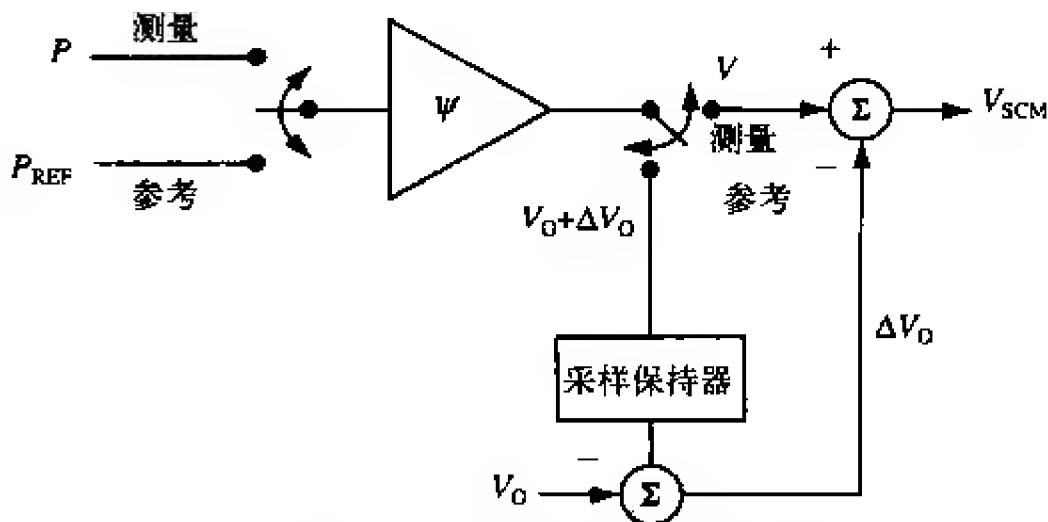 测量
P
ψ
V
+
Σ
V_SCM
测量
−
P_REF
参考
参考
V_O+ΔV_O
ΔV_O
采样保持器
−
V_O
Σ